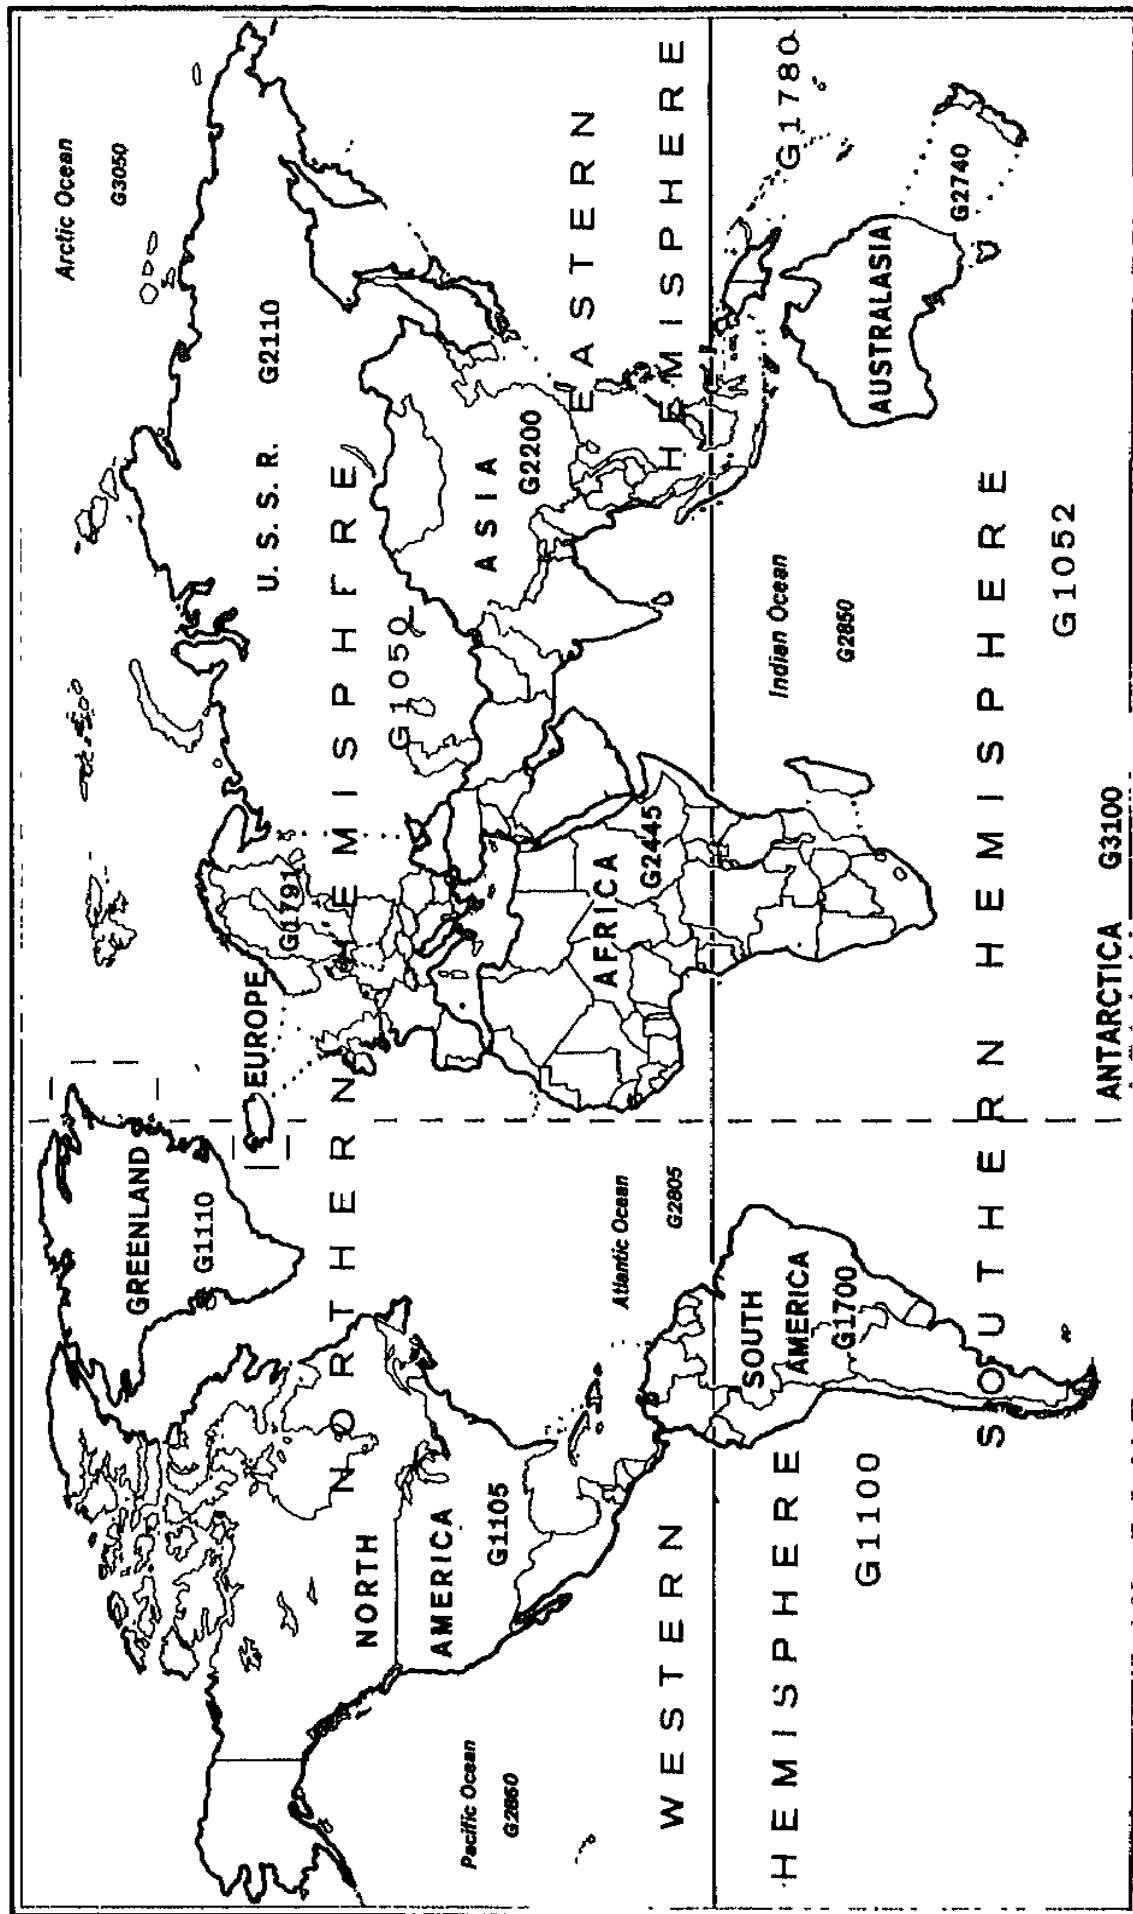 Arctic Ocean
G3050
GREENLAND
G1110
EUROPE
G1791
U. S. S. R. G2110
NORTHERN HEMISPHERE
G1050
NORTH
AMERICA
G1105
ASIA
G2200
Pacific Ocean
G2860
Atlantic Ocean
G2805
AFRICA
G2445
EASTERN
HEMISPHERE
G1780
WESTERN
HEMISPHERE
G1100
SOUTH
AMERICA
G1700
Indian Ocean
G2850
AUSTRALASIA
G2740
SOUTHERN HEMISPHERE
G1052
ANTARCTICA G3100